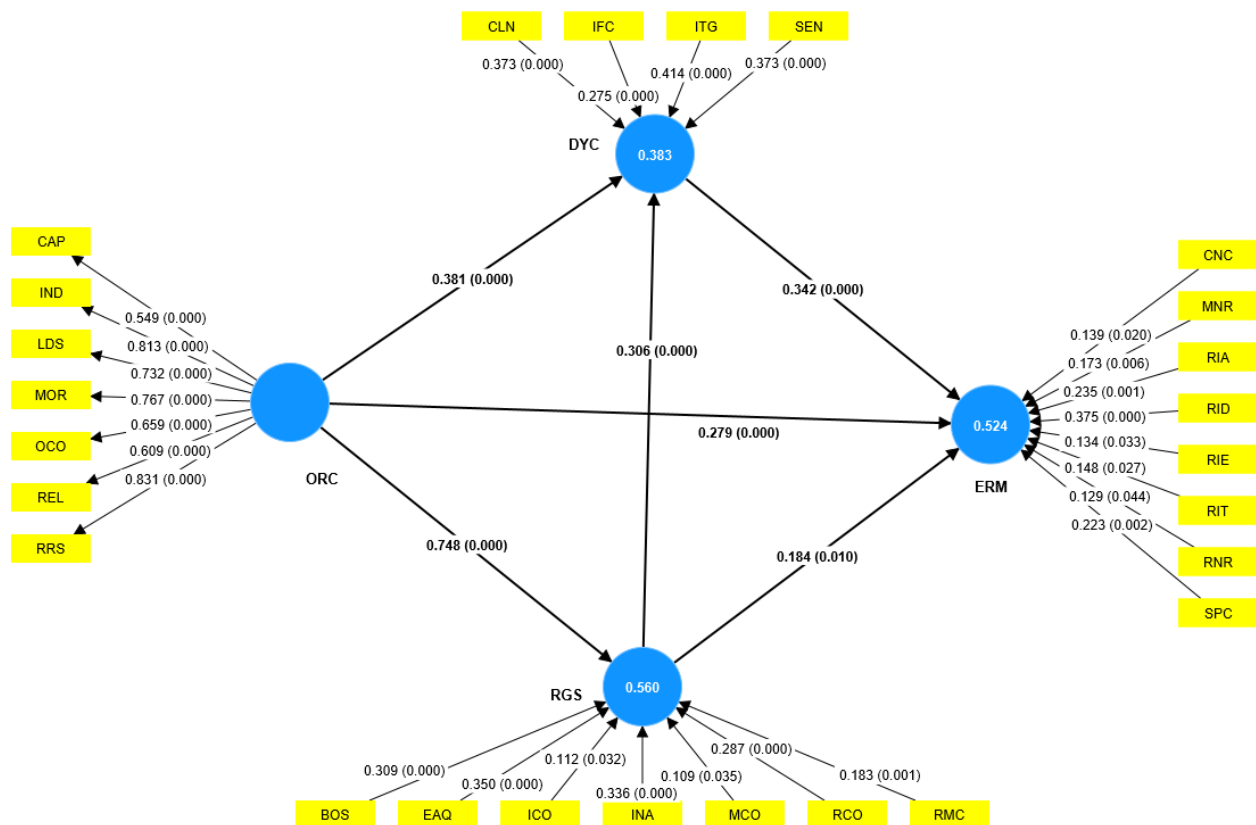 CLN
IFC
ITG
SEN
0.373 (0.000)
0.275 (0.000)
0.414 (0.000)
0.373 (0.000)
DYC
0.383
CAP
IND
LDS
MOR
OCO
REL
RRS
0.549 (0.000)
0.813 (0.000)
0.732 (0.000)
0.767 (0.000)
0.659 (0.000)
0.609 (0.000)
0.831 (0.000)
ORC
0.381 (0.000)
0.342 (0.000)
0.306 (0.000)
0.279 (0.000)
0.748 (0.000)
0.184 (0.010)
0.524
ERM
CNC
MNR
RIA
RID
RIE
RIT
RNR
SPC
0.139 (0.020)
0.173 (0.006)
0.235 (0.001)
0.375 (0.000)
0.134 (0.033)
0.148 (0.027)
0.129 (0.044)
0.223 (0.002)
RGS
0.560
0.309 (0.000)
0.350 (0.000)
0.112 (0.032)
0.336 (0.000)
0.109 (0.035)
0.287 (0.000)
0.183 (0.001)
BOS
EAQ
ICO
INA
MCO
RCO
RMC